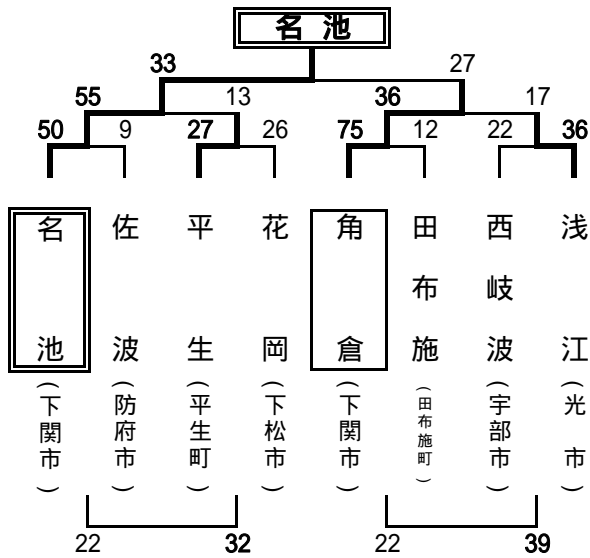 名池
33 27
55 13 36 17
50 9 27 26 75 12 22 36
名池
(下関市)
佐波
(防府市)
平生
(平生町)
花岡
(下松市)
角倉
(下関市)
田布施
(田布施町)
西岐波
(宇部市)
浅江
(光市)
22 32 22 39